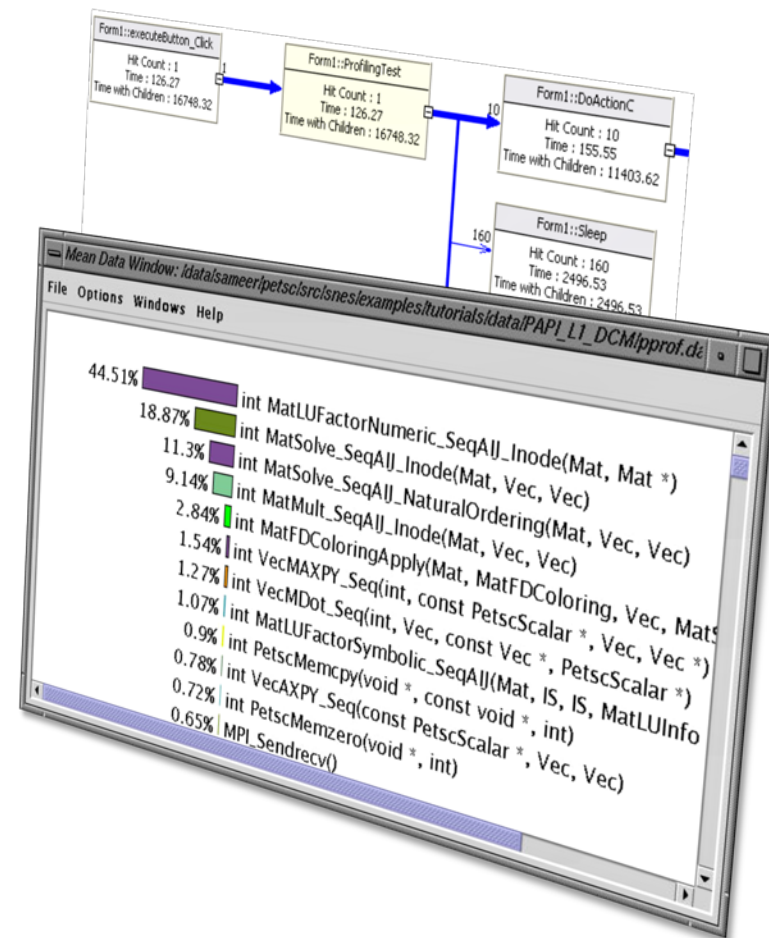 Form1::executeButton_Click
Hit Count : 1
Time : 126.27
Time with Children : 16748.32
1
Form1::ProfilingTest
Hit Count : 1
Time : 126.27
Time with Children : 16748.32
10
Form1::DoActionC
Hit Count : 10
Time : 155.55
Time with Children : 11403.62
160
Form1::Sleep
Hit Count : 160
Time : 2496.53
Time with Children : 2496.53
Mean Data Window: /data/sameer/petsc/src/snes/examples/tutorials/data/PAPI_L1_DCM/pprof.da
File Options Windows Help
44.51% int MatLUFactorNumeric_SeqAIJ_Inode(Mat, Mat *)
18.87% int MatSolve_SeqAIJ_Inode(Mat, Vec, Vec)
11.3% int MatSolve_SeqAIJ_NaturalOrdering(Mat, Vec, Vec)
9.14% int MatMult_SeqAIJ_Inode(Mat, Vec, Vec)
2.84% int MatFDColoringApply(Mat, MatFDColoring, Vec, MatS
1.54% int VecMAXPY_Seq(int, const PetscScalar *, Vec, Vec *)
1.27% int VecMDot_Seq(int, Vec, const Vec *, PetscScalar *)
1.07% int MatLUFactorSymbolic_SeqAIJ(Mat, IS, IS, MatLUInfo
0.9% int PetscMemcpy(void *, const void *, int)
0.78% int VecAXPY_Seq(const PetscScalar *, Vec, Vec)
0.72% int PetscMemzero(void *, int)
0.65% MPI_Sendrecv()